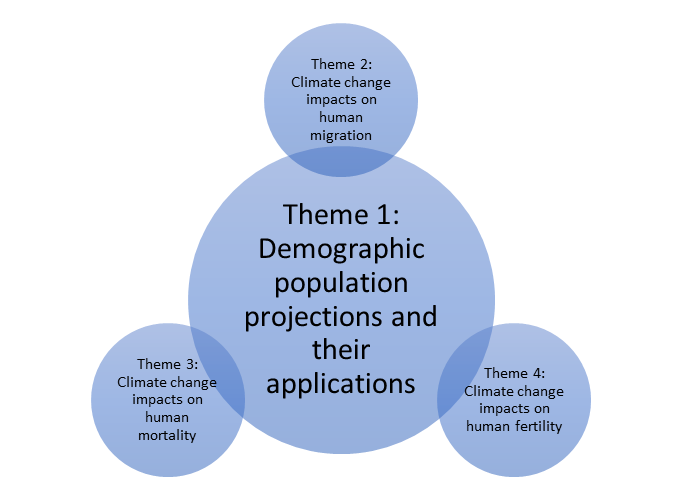 Theme 2:
Climate change
impacts on
human
migration
Theme 1:
Demographic
population
projections and
their
applications
Theme 3:
Climate change
impacts on
human
mortality
Theme 4:
Climate change
impacts on
human fertility